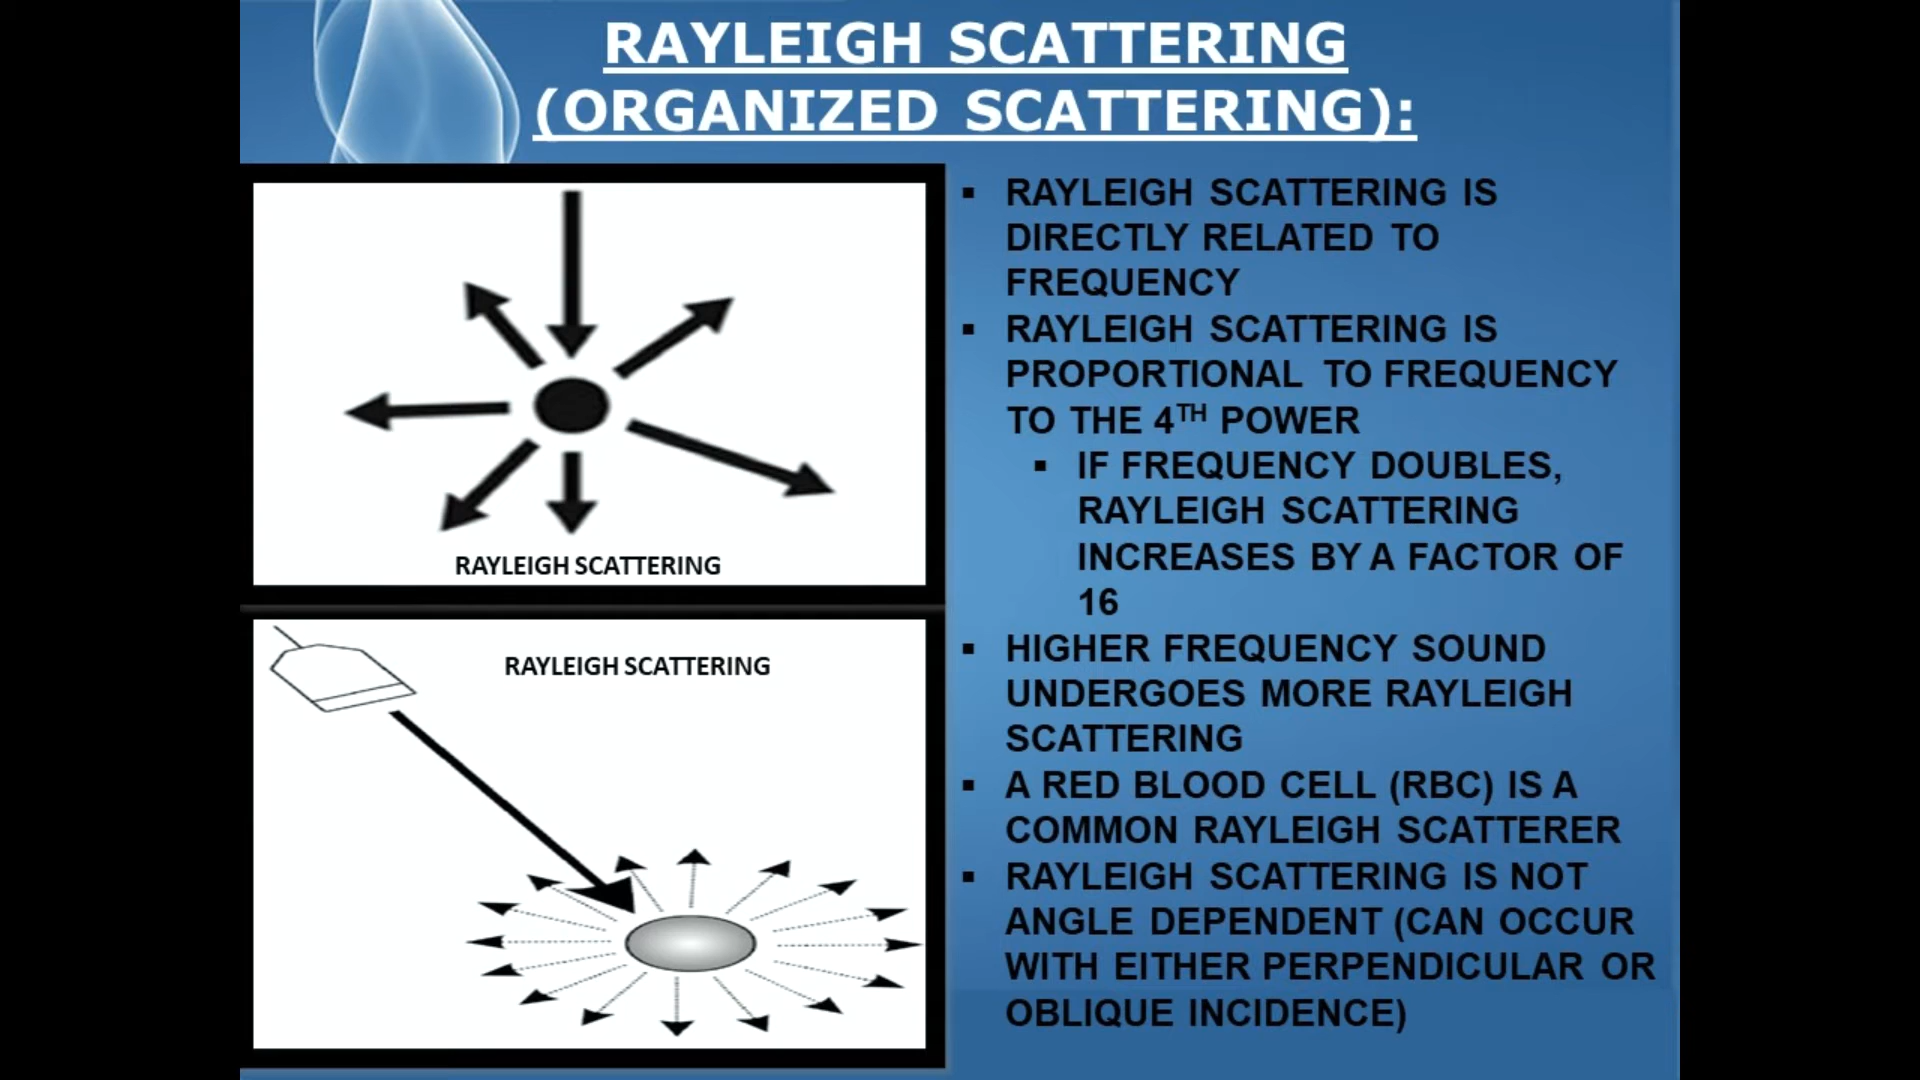 RAYLEIGH SCATTERING
(ORGANIZED SCATTERING):
RAYLEIGH SCATTERING
RAYLEIGH SCATTERING
▪ RAYLEIGH SCATTERING IS
DIRECTLY RELATED TO
FREQUENCY
▪ RAYLEIGH SCATTERING IS
PROPORTIONAL TO FREQUENCY
TO THE 4TH POWER
▪ IF FREQUENCY DOUBLES,
RAYLEIGH SCATTERING
INCREASES BY A FACTOR OF
16
▪ HIGHER FREQUENCY SOUND
UNDERGOES MORE RAYLEIGH
SCATTERING
▪ A RED BLOOD CELL (RBC) IS A
COMMON RAYLEIGH SCATTERER
▪ RAYLEIGH SCATTERING IS NOT
ANGLE DEPENDENT (CAN OCCUR
WITH EITHER PERPENDICULAR OR
OBLIQUE INCIDENCE)